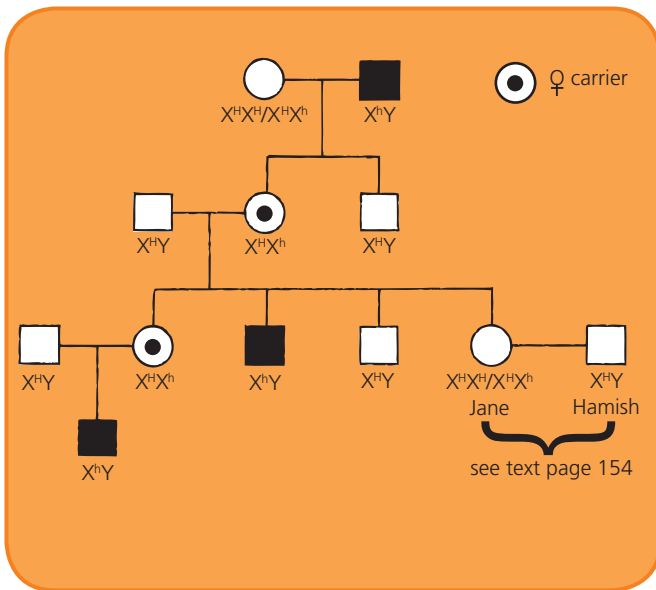 ♀ carrier
XᴴXᴴ/XᴴXʰ XʰY
XᴴY XᴴXʰ XᴴY
XᴴY XᴴXʰ XʰY XᴴY XᴴXᴴ/XᴴXʰ XᴴY
Jane Hamish
XʰY
see text page 154